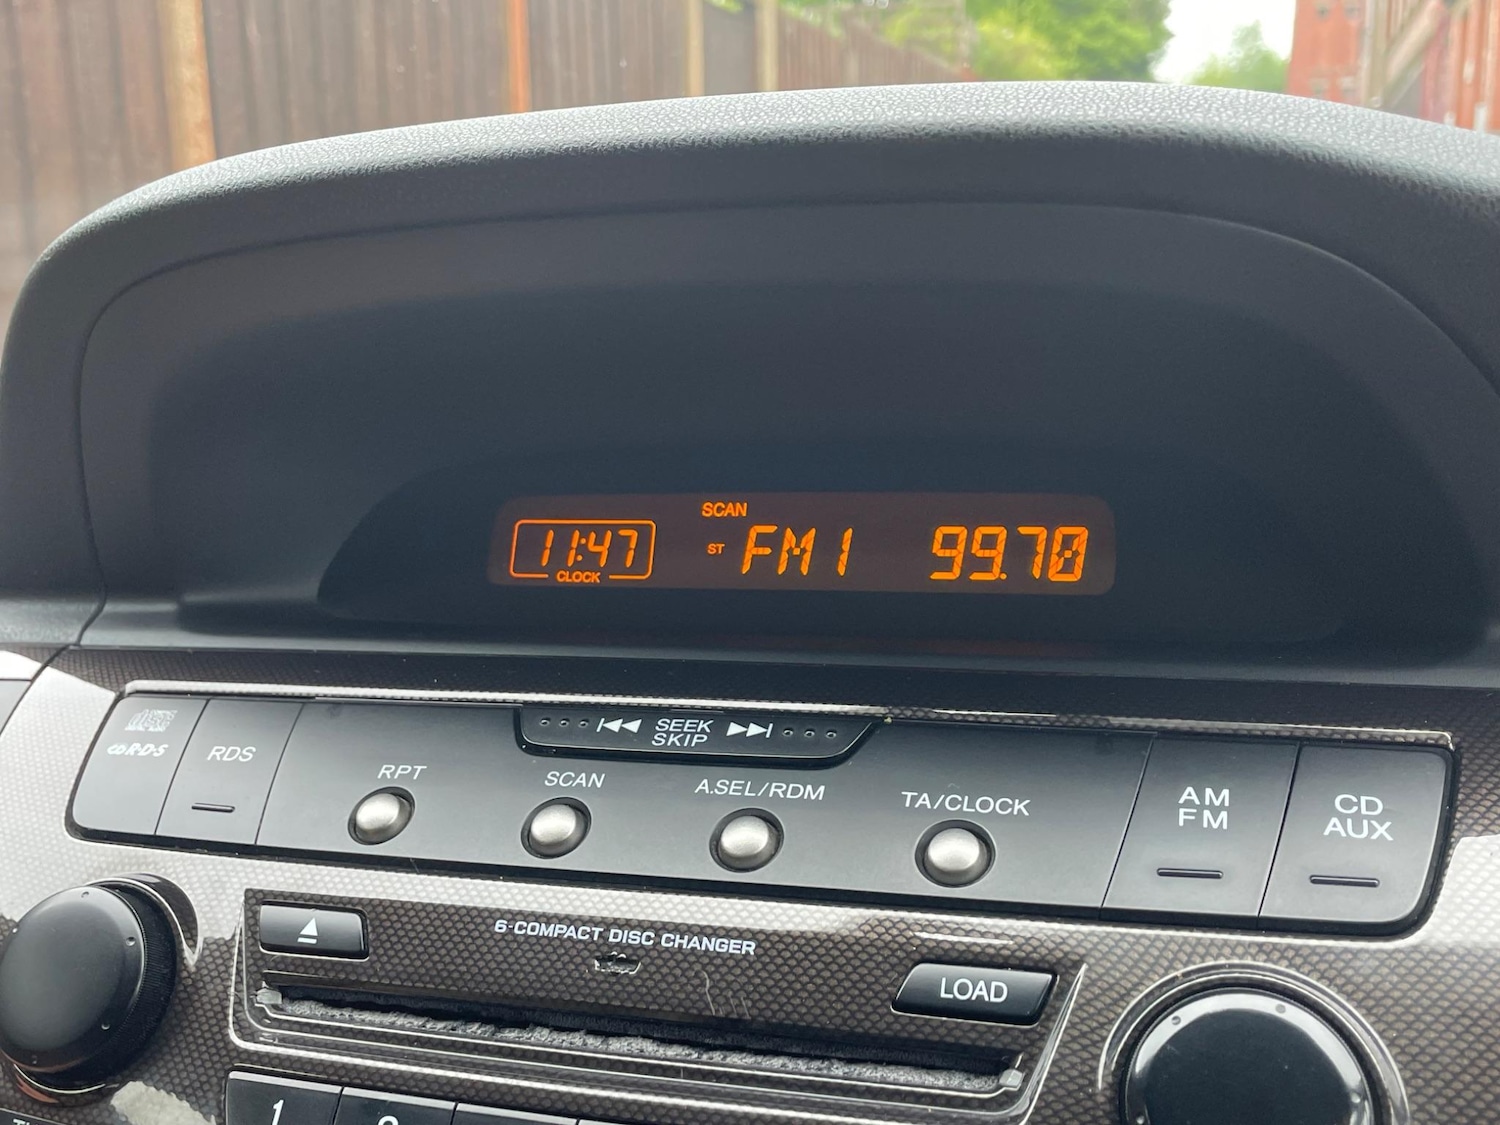 SCAN
11:47 ST FM1 99.70
CLOCK
SEEK
SKIP
RDS
RPT
SCAN
A.SEL/RDM
TA/CLOCK
AM
FM
CD
AUX
6-COMPACT DISC CHANGER
LOAD
1